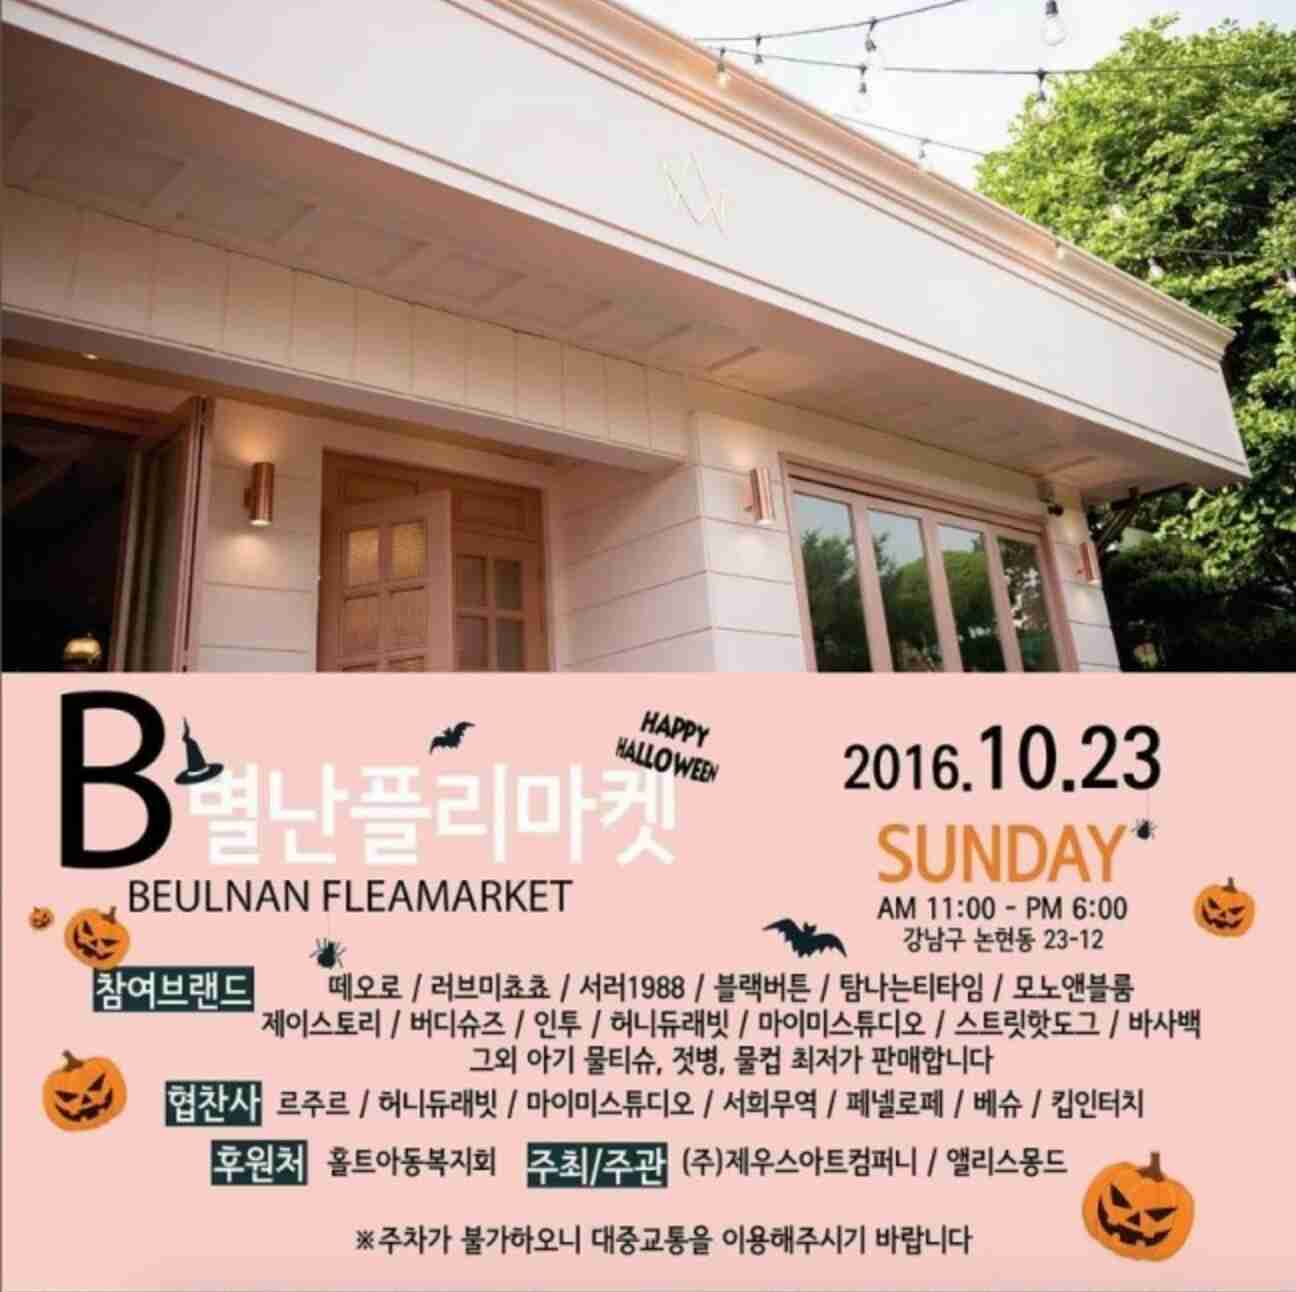 B 별난플리마켓
HAPPY
HALLOWEEN
BEULNAN FLEAMARKET
2016.10.23
SUNDAY
AM 11:00 - PM 6:00
강남구 논현동 23-12
참여브랜드 떼오로 / 러브미쵸쵸 / 서러1988 / 블랙버튼 / 탐나는티타임 / 모노앤블룸
제이스토리 / 버디슈즈 / 인투 / 허니듀래빗 / 마이미스튜디오 / 스트릿핫도그 / 바사백
그외 아기 물티슈, 젓병, 물컵 최저가 판매합니다
협찬사 르주르 / 허니듀래빗 / 마이미스튜디오 / 서희무역 / 페넬로페 / 베슈 / 킵인터치
후원처 홀트아동복지회 주최/주관 (주)제우스아트컴퍼니 / 앨리스몽드
※주차가 불가하오니 대중교통을 이용해주시기 바랍니다